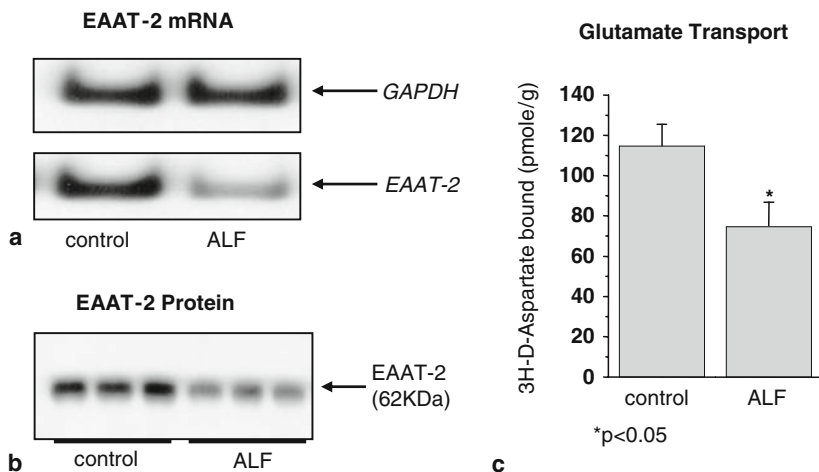 EAAT-2 mRNA
GAPDH
EAAT-2
control ALF
a
EAAT-2 Protein
EAAT-2
(62KDa)
control ALF
b
Glutamate Transport
3H-D-Aspartate bound (pmole/g)
140
120
100
80
60
40
20
0
*
control ALF
*p<0.05
c